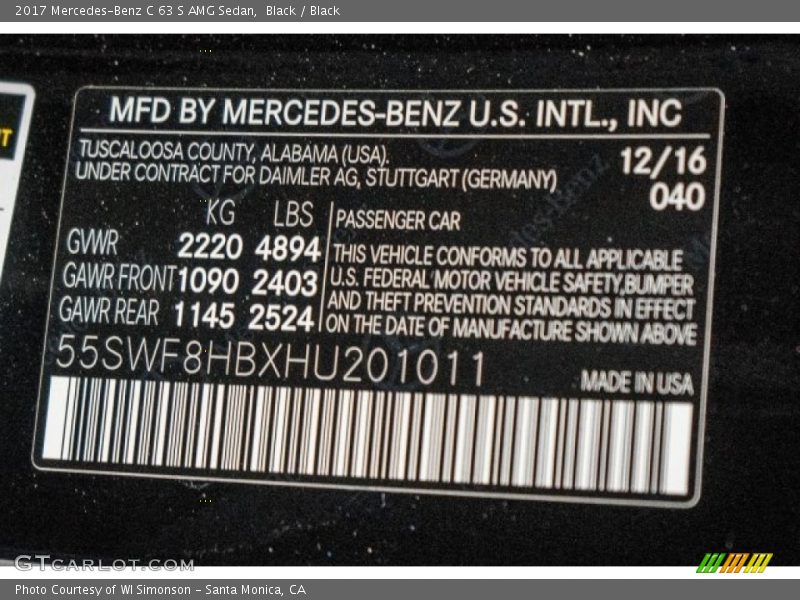 2017 Mercedes-Benz C 63 S AMG Sedan, Black / Black
MFD BY MERCEDES-BENZ U.S. INTL., INC
TUSCALOOSA COUNTY, ALABAMA (USA).
UNDER CONTRACT FOR DAIMLER AG, STUTTGART (GERMANY)
12/16
040
KG LBS
GWR 2220 4894
GAWR FRONT 1090 2403
GAWR REAR 1145 2524
PASSENGER CAR
THIS VEHICLE CONFORMS TO ALL APPLICABLE
U.S. FEDERAL MOTOR VEHICLE SAFETY,BUMPER
AND THEFT PREVENTION STANDARDS IN EFFECT
ON THE DATE OF MANUFACTURE SHOWN ABOVE
55SWF8HBXHU201011
MADE IN USA
GTCARLOT.COM
Photo Courtesy of WI Simonson - Santa Monica, CA